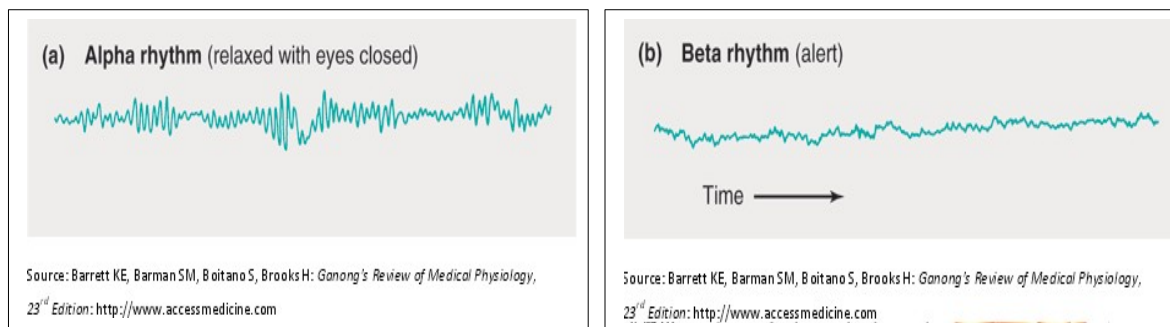 (a) Alpha rhythm (relaxed with eyes closed)
Source: Barrett KE, Barman SM, Boitano S, Brooks H: Ganong's Review of Medical Physiology,
23rd Edition: http://www.accessmedicine.com
(b) Beta rhythm (alert)
Time
Source: Barrett KE, Barman SM, Boitano S, Brooks H: Ganong's Review of Medical Physiology,
23rd Edition: http://www.accessmedicine.com